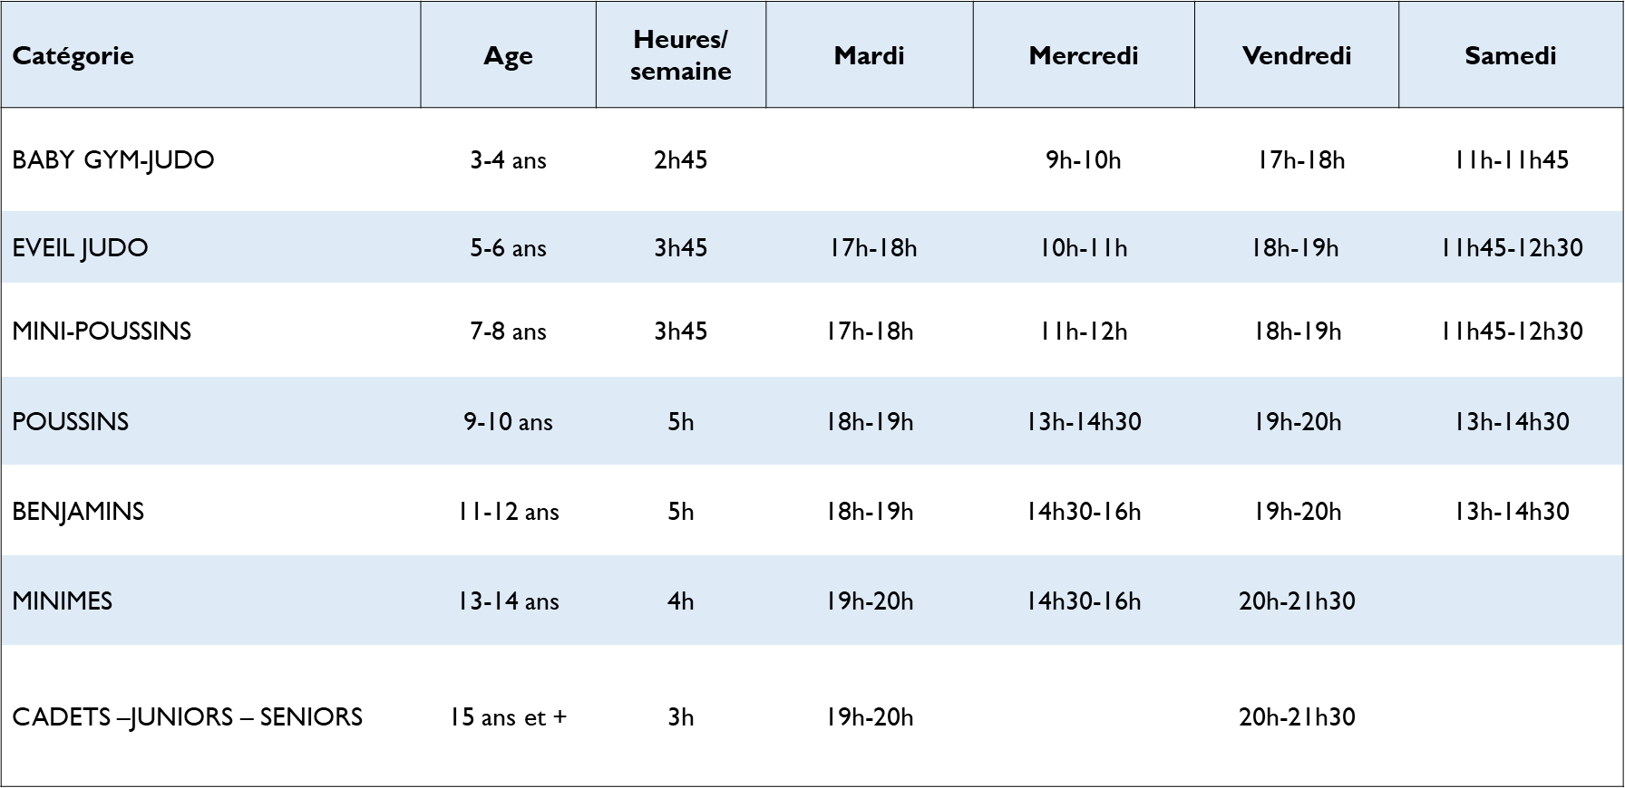 Catégorie Age Heures/ semaine Mardi Mercredi Vendredi Samedi
BABY GYM-JUDO 3-4 ans 2h45 9h-10h 17h-18h 11h-11h45
EVEIL JUDO 5-6 ans 3h45 17h-18h 10h-11h 18h-19h 11h45-12h30
MINI-POUSSINS 7-8 ans 3h45 17h-18h 11h-12h 18h-19h 11h45-12h30
POUSSINS 9-10 ans 5h 18h-19h 13h-14h30 19h-20h 13h-14h30
BENJAMINS 11-12 ans 5h 18h-19h 14h30-16h 19h-20h 13h-14h30
MINIMES 13-14 ans 4h 19h-20h 14h30-16h 20h-21h30
CADETS –JUNIORS – SENIORS 15 ans et + 3h 19h-20h 20h-21h30